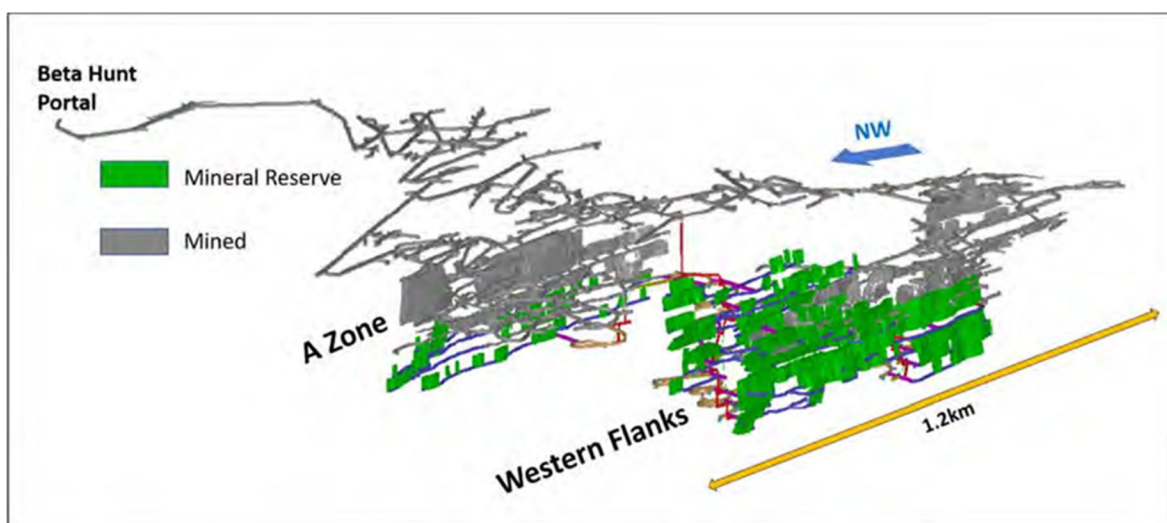 Beta Hunt
Portal
NW
Mineral Reserve
Mined
A Zone
Western Flanks
1.2km